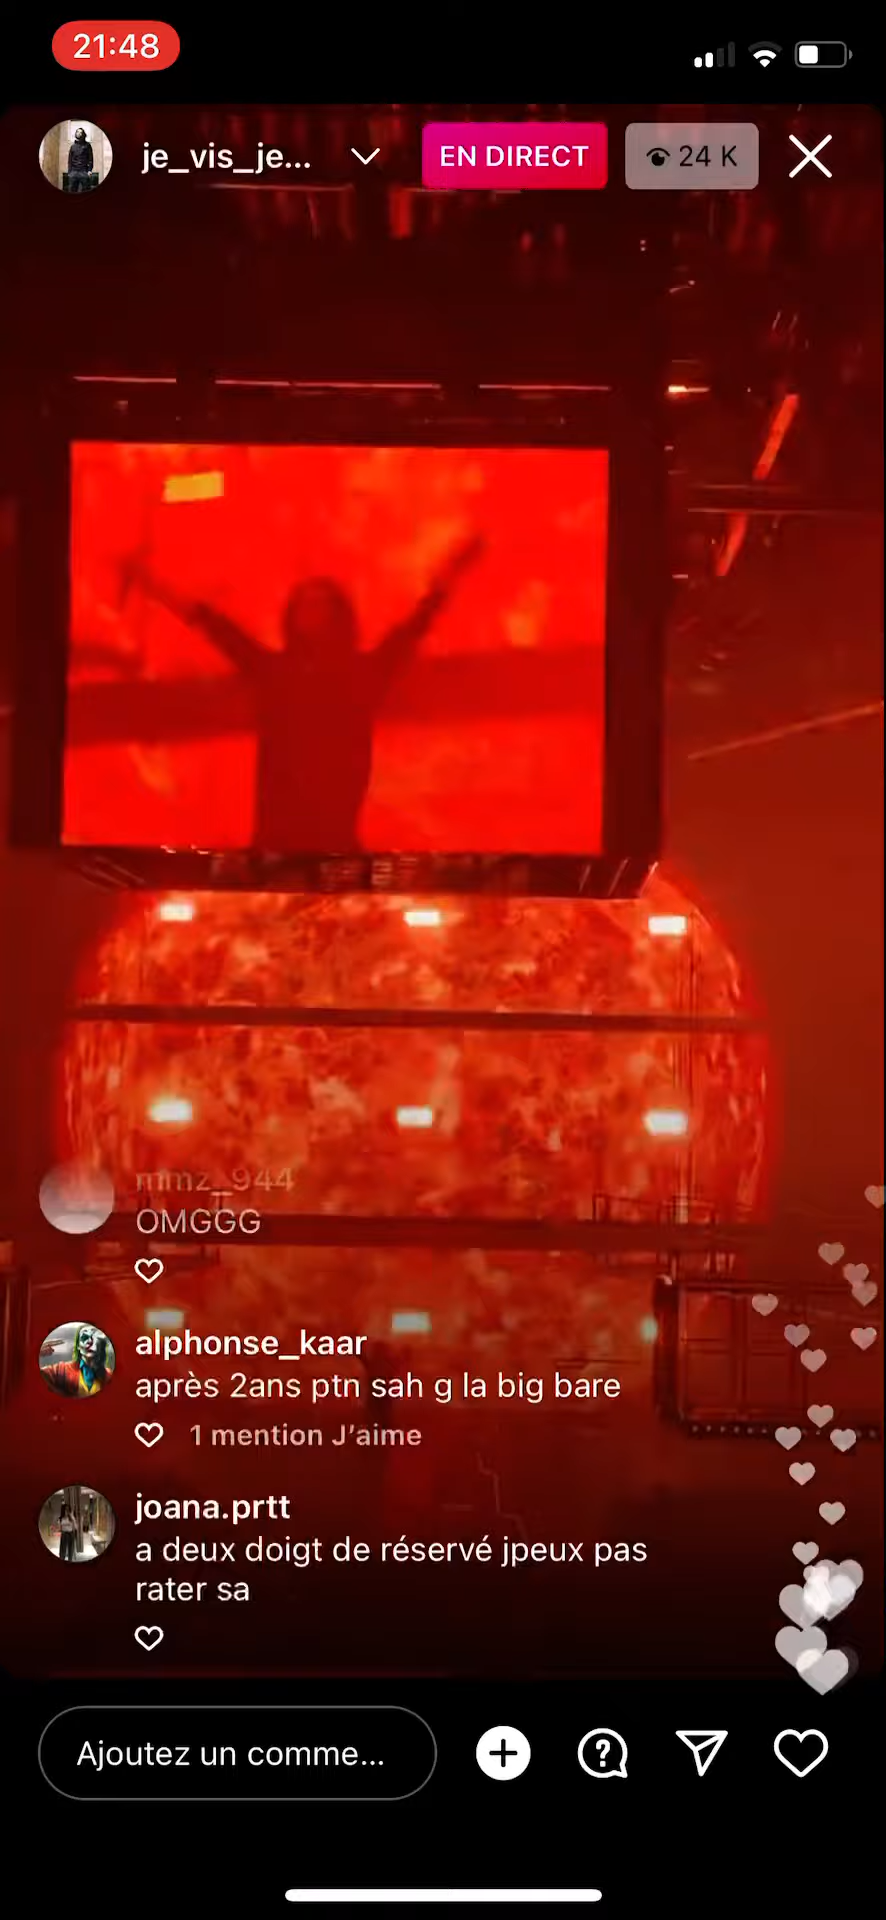 21:48
je_vis_je...
EN DIRECT
24 K
mmz_944
OMGGG
alphonse_kaar
après 2ans ptn sah g la big bare
1 mention J'aime
joana.prtt
a deux doigt de réservé jpeux pas
rater sa
Ajoutez un comme...